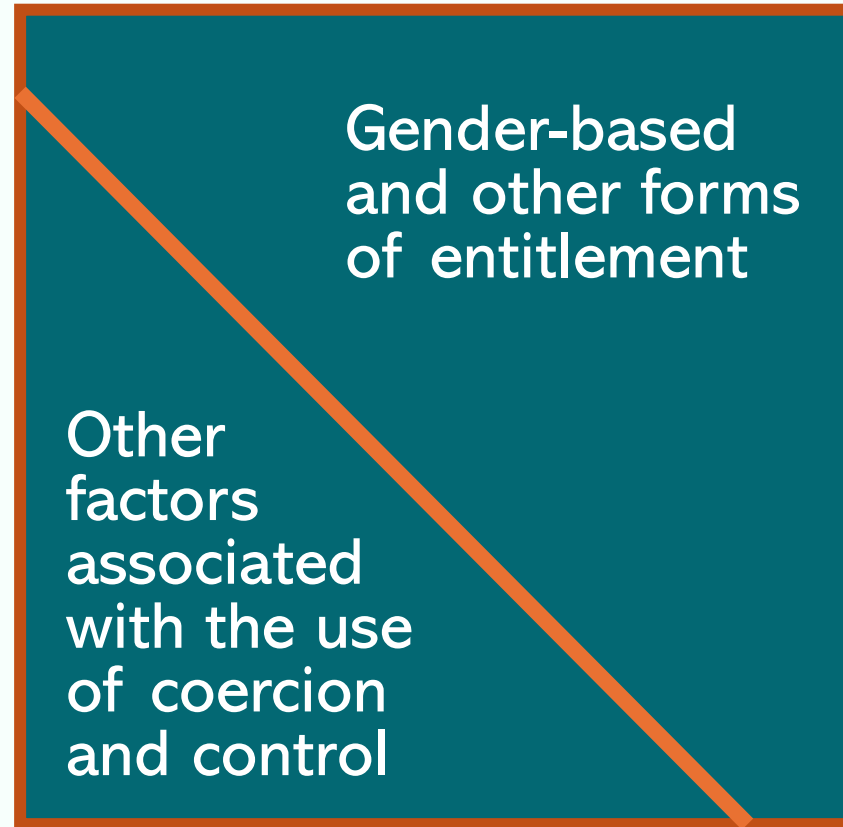 Gender-based
and other forms
of entitlement
Other
factors
associated
with the use
of coercion
and control